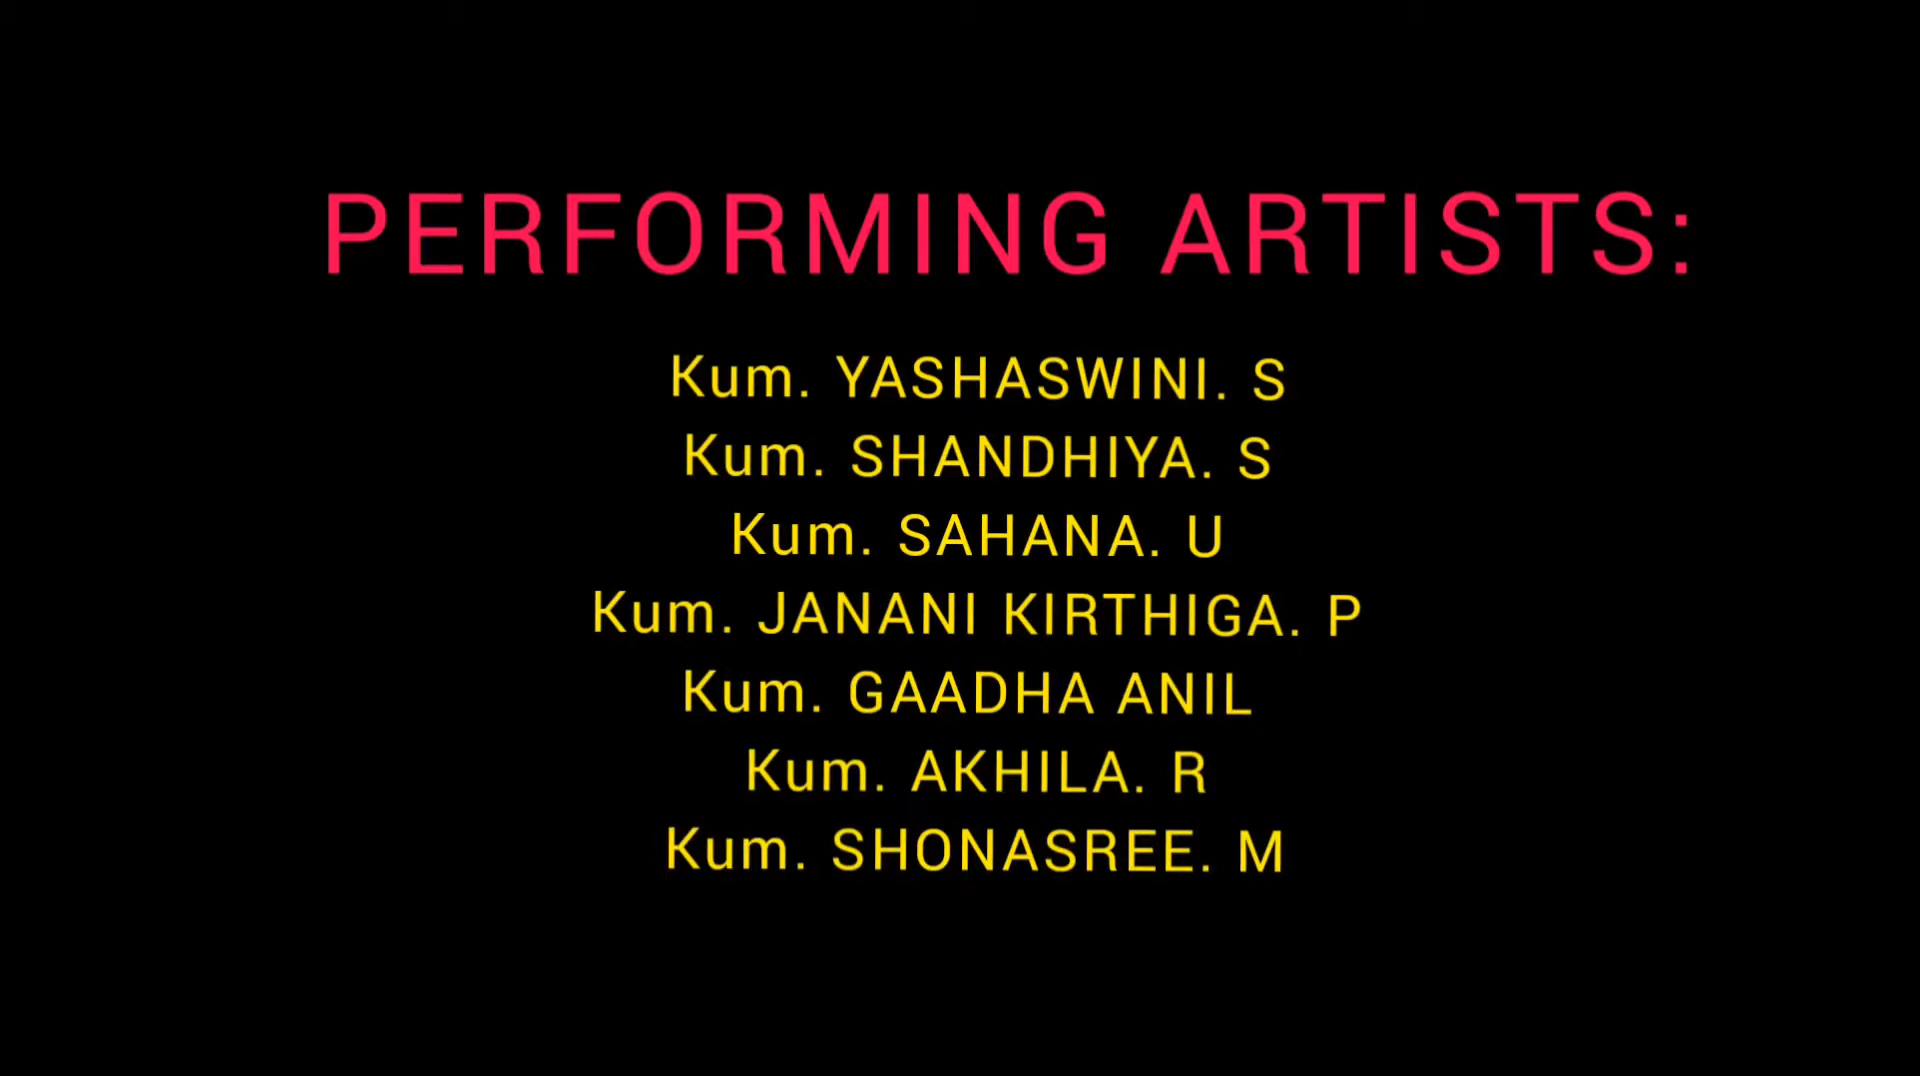 PERFORMING ARTISTS:
Kum. YASHASWINI. S
Kum. SHANDHIYA. S
Kum. SAHANA. U
Kum. JANANI KIRTHIGA. P
Kum. GAADHA ANIL
Kum. AKHILA. R
Kum. SHONASREE. M